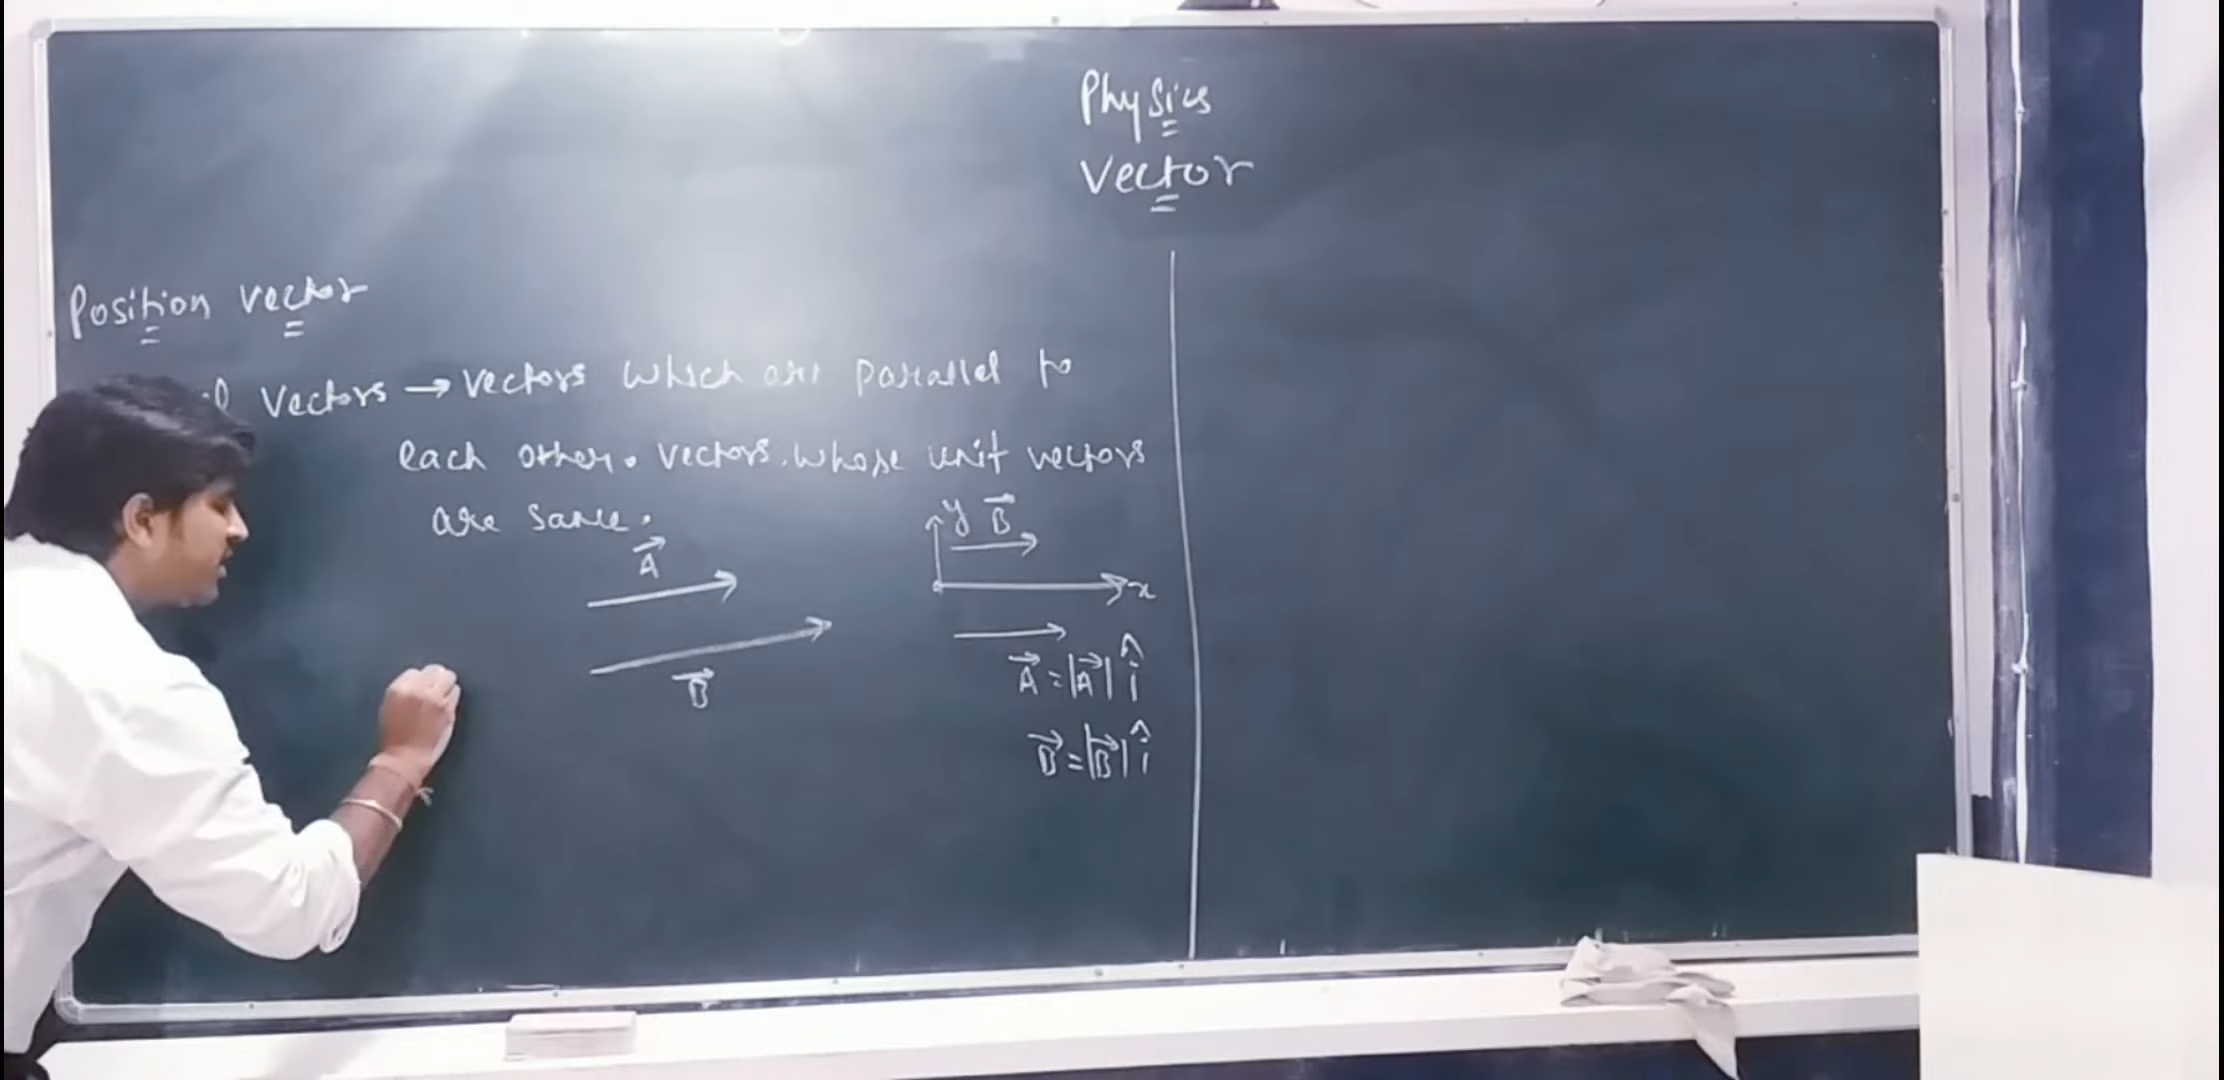 Physics
Vector
Position vector
Vectors → vectors which are parallel to
each other. vectors. whose unit vectors
are same.
y B⃗
A⃗
x
B⃗
A⃗ = |A⃗| î
B⃗ = |B⃗| î